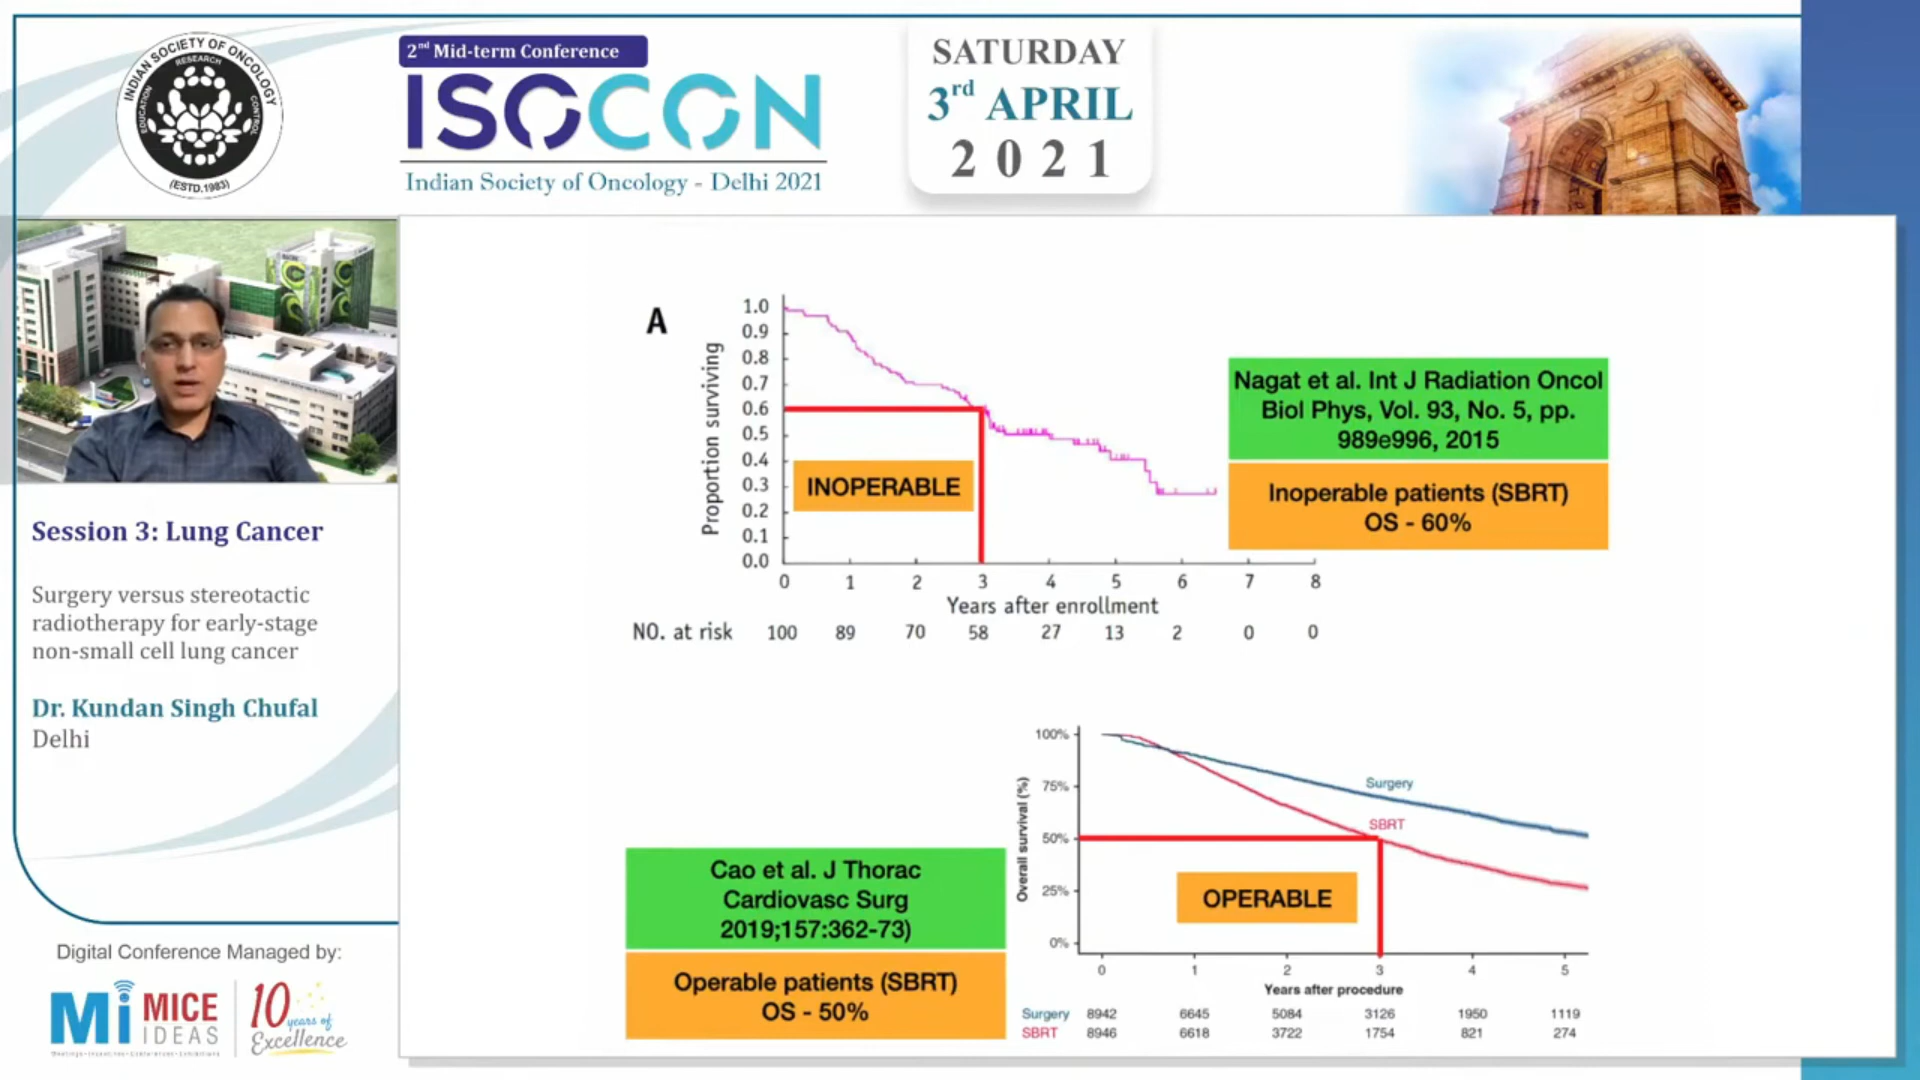 INDIAN SOCIETY OF ONCOLOGY
RESEARCH
EDUCATION
CONTROL
(ESTD.1983)
2nd Mid-term Conference
ISOCON
Indian Society of Oncology - Delhi 2021
SATURDAY
3rd APRIL
2021
Session 3: Lung Cancer
Surgery versus stereotactic
radiotherapy for early-stage
non-small cell lung cancer
Dr. Kundan Singh Chufal
Delhi
Digital Conference Managed by:
Mi MICE
IDEAS
10
years of
Excellence
A
Proportion surviving
1.0
0.9
0.8
0.7
0.6
0.5
0.4
0.3
0.2
0.1
0.0
INOPERABLE
0 1 2 3 4 5 6 7 8
Years after enrollment
NO. at risk 100 89 70 58 27 13 2 0 0
Nagat et al. Int J Radiation Oncol
Biol Phys, Vol. 93, No. 5, pp.
989e996, 2015
Inoperable patients (SBRT)
OS - 60%
Cao et al. J Thorac
Cardiovasc Surg
2019;157:362-73)
Operable patients (SBRT)
OS - 50%
Overall survival (%)
100%
75%
50%
25%
0%
Surgery
SBRT
OPERABLE
0 1 2 3 4 5
Years after procedure
Surgery 8942 6645 5084 3126 1950 1119
SBRT 8946 6618 3722 1754 821 274